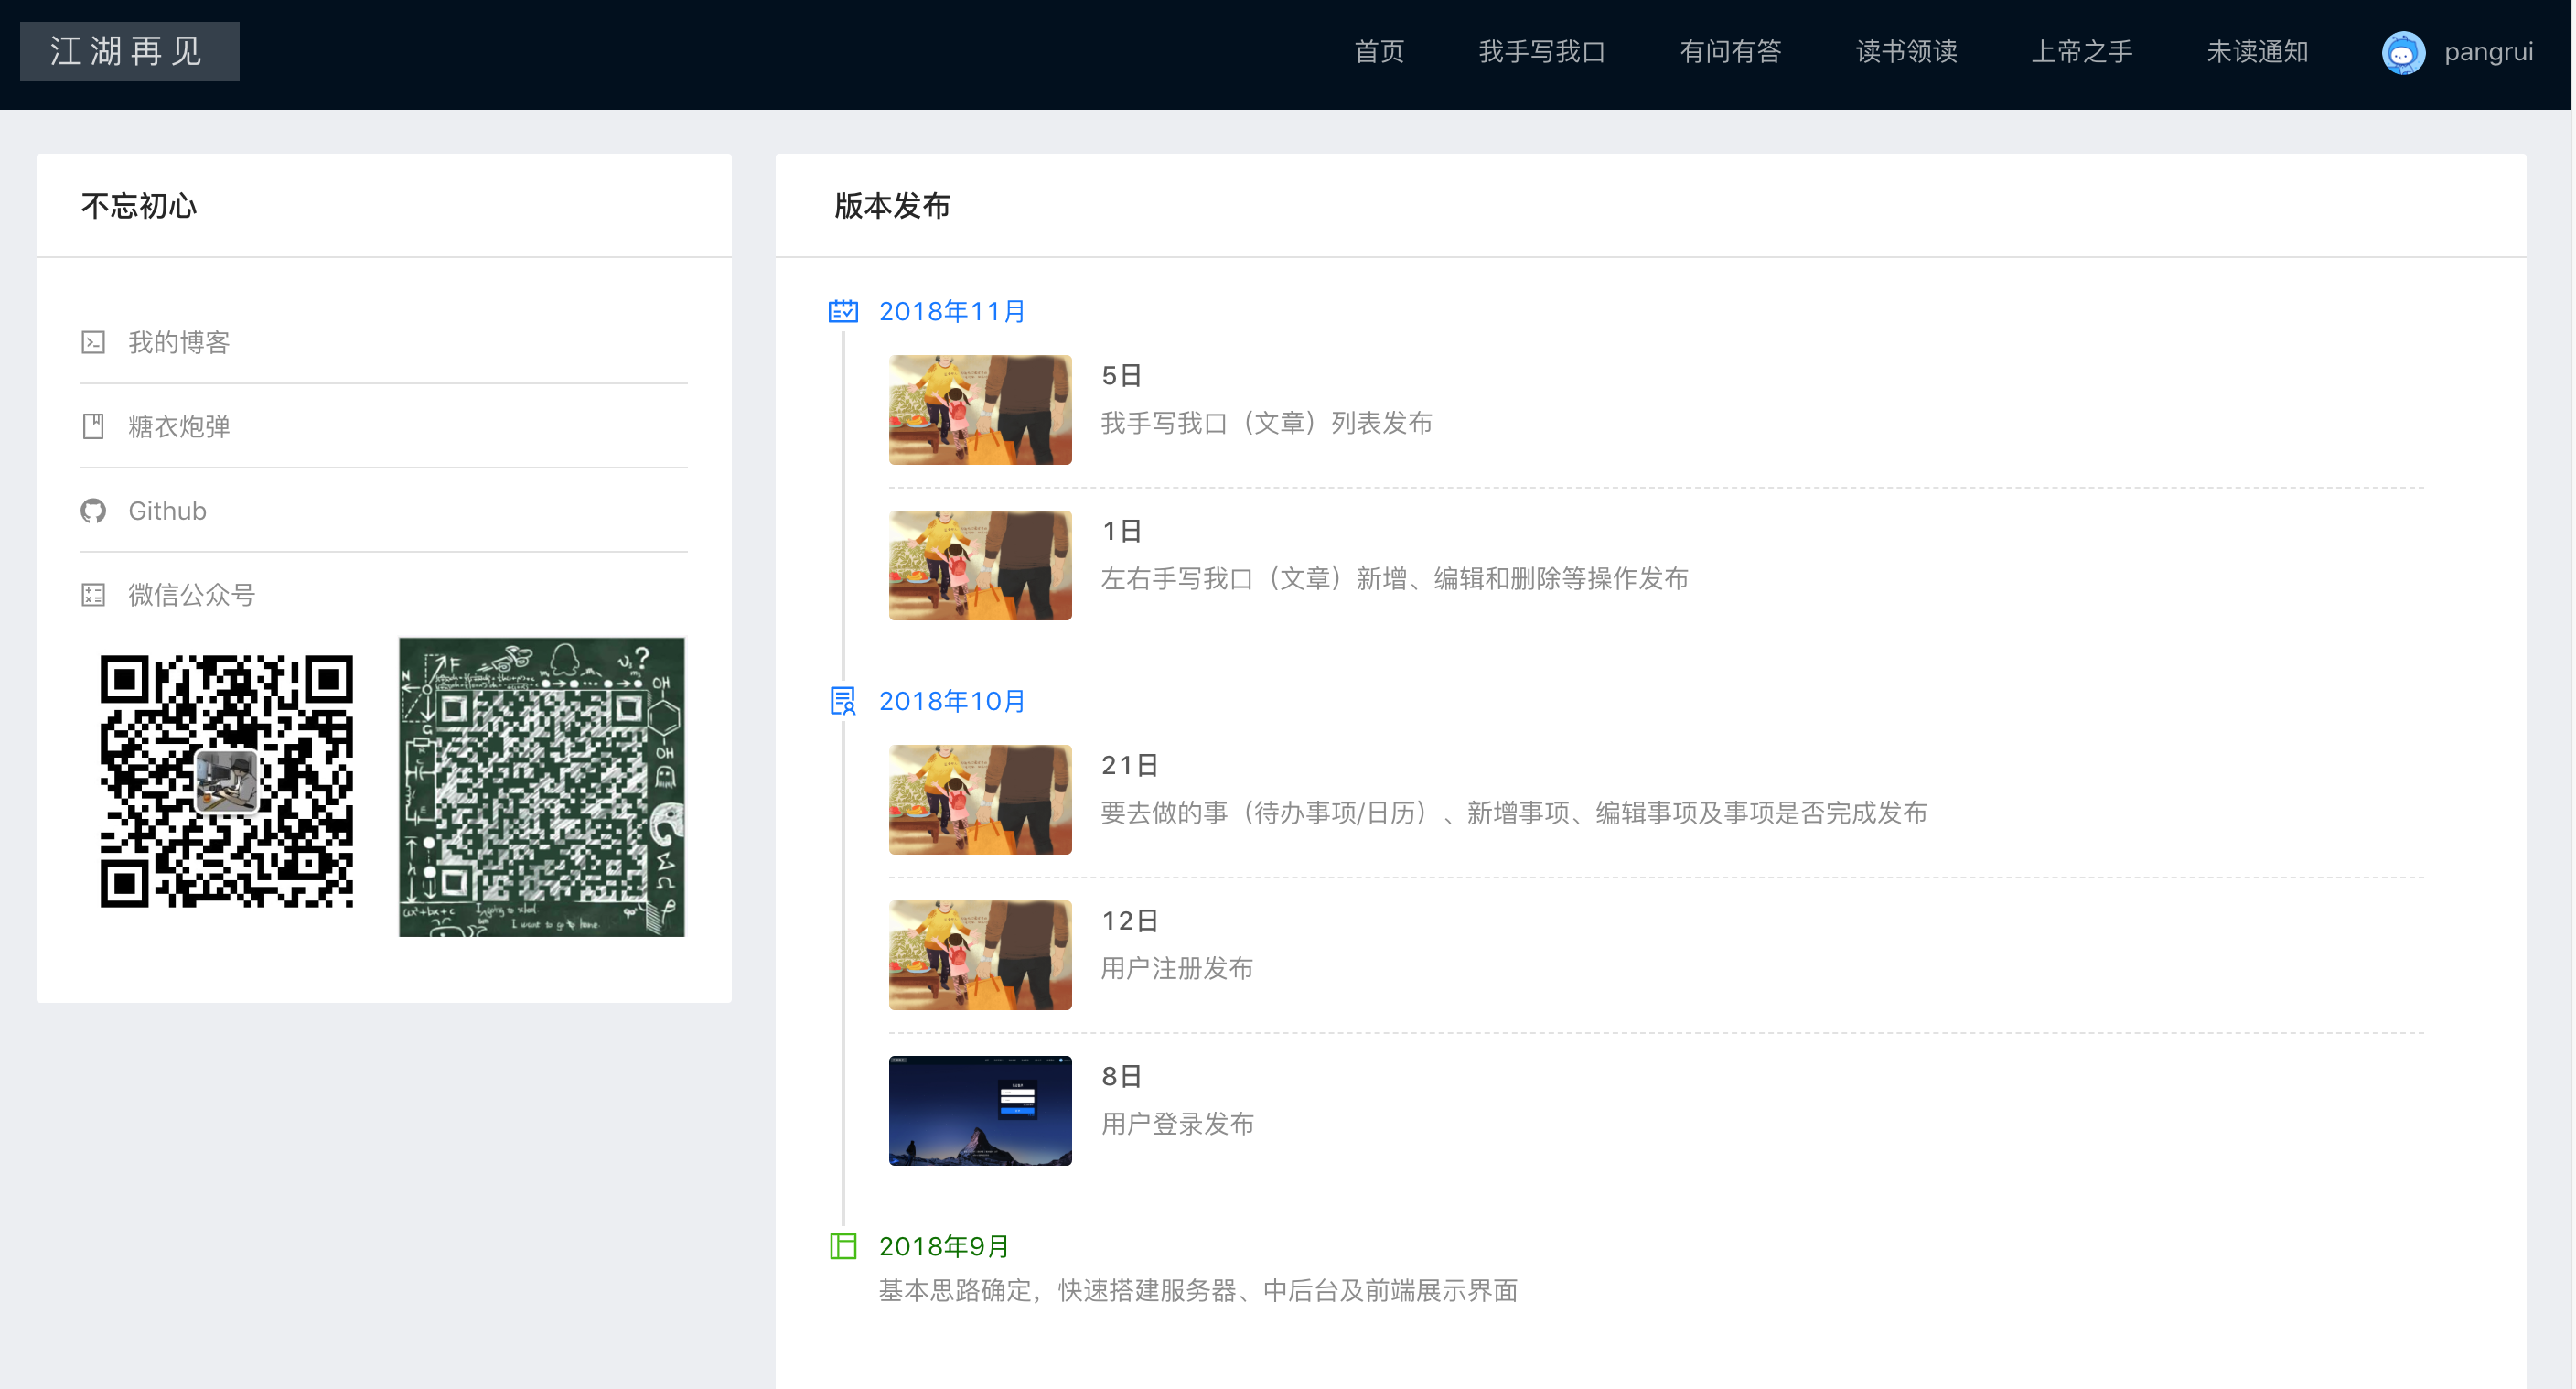 江湖再见
首页 我手写我口 有问有答 读书领读 上帝之手 未读通知 pangrui
不忘初心
我的博客
糖衣炮弹
Github
微信公众号
版本发布
2018年11月
5日
我手写我口（文章）列表发布
1日
左右手写我口（文章）新增、编辑和删除等操作发布
2018年10月
21日
要去做的事（待办事项/日历）、新增事项、编辑事项及事项是否完成发布
12日
用户注册发布
8日
用户登录发布
2018年9月
基本思路确定，快速搭建服务器、中后台及前端展示界面